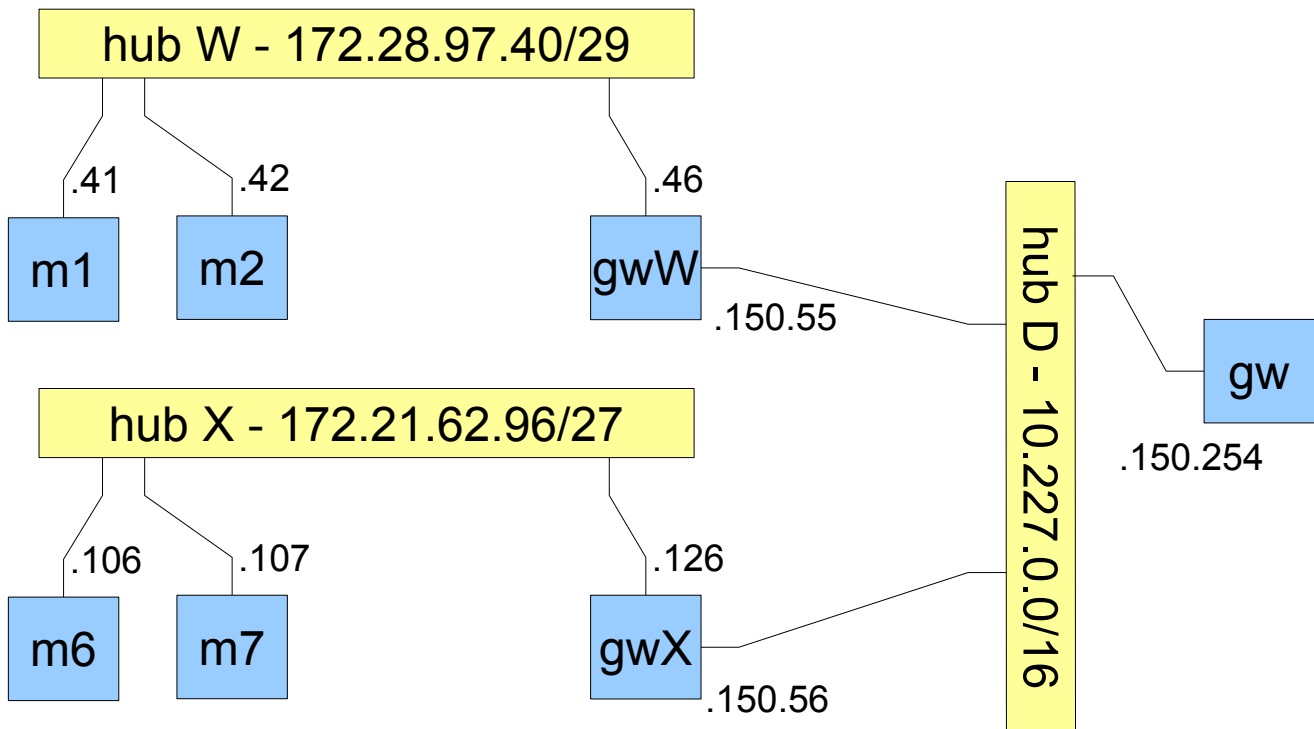 hub W - 172.28.97.40/29
.41
.42
.46
m1
m2
gwW
.150.55
hub D - 10.227.0.0/16
gw
.150.254
hub X - 172.21.62.96/27
.106
.107
.126
m6
m7
gwX
.150.56